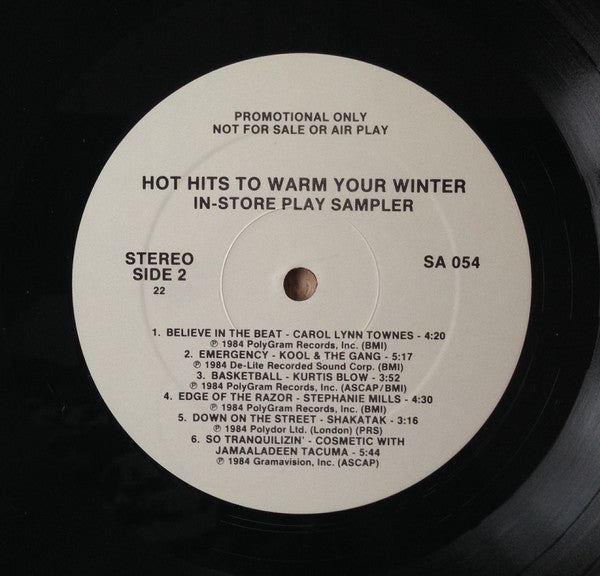 PROMOTIONAL ONLY
NOT FOR SALE OR AIR PLAY
HOT HITS TO WARM YOUR WINTER
IN-STORE PLAY SAMPLER
STEREO
SIDE 2
22
SA 054
1. BELIEVE IN THE BEAT - CAROL LYNN TOWNES - 4:20
℗ 1984 PolyGram Records, Inc. (BMI)
2. EMERGENCY - KOOL & THE GANG - 5:17
℗ 1984 De-Lite Recorded Sound Corp. (BMI)
3. BASKETBALL - KURTIS BLOW - 3:52
℗ 1984 PolyGram Records, Inc. (ASCAP/BMI)
4. EDGE OF THE RAZOR - STEPHANIE MILLS - 4:30
℗ 1984 PolyGram Records, Inc. (BMI)
5. DOWN ON THE STREET - SHAKATAK - 3:16
℗ 1984 Polydor Ltd. (London) (PRS)
6. SO TRANQUILIZIN' - COSMETIC WITH
JAMAALADEEN TACUMA - 5:44
℗ 1984 Gramavision, Inc. (ASCAP)